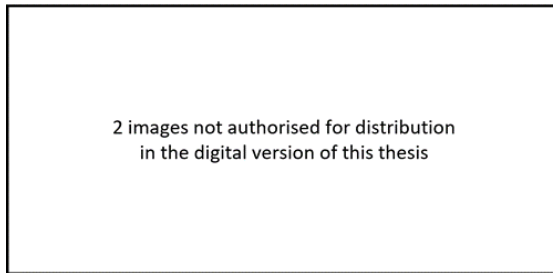 2 images not authorised for distribution
in the digital version of this thesis